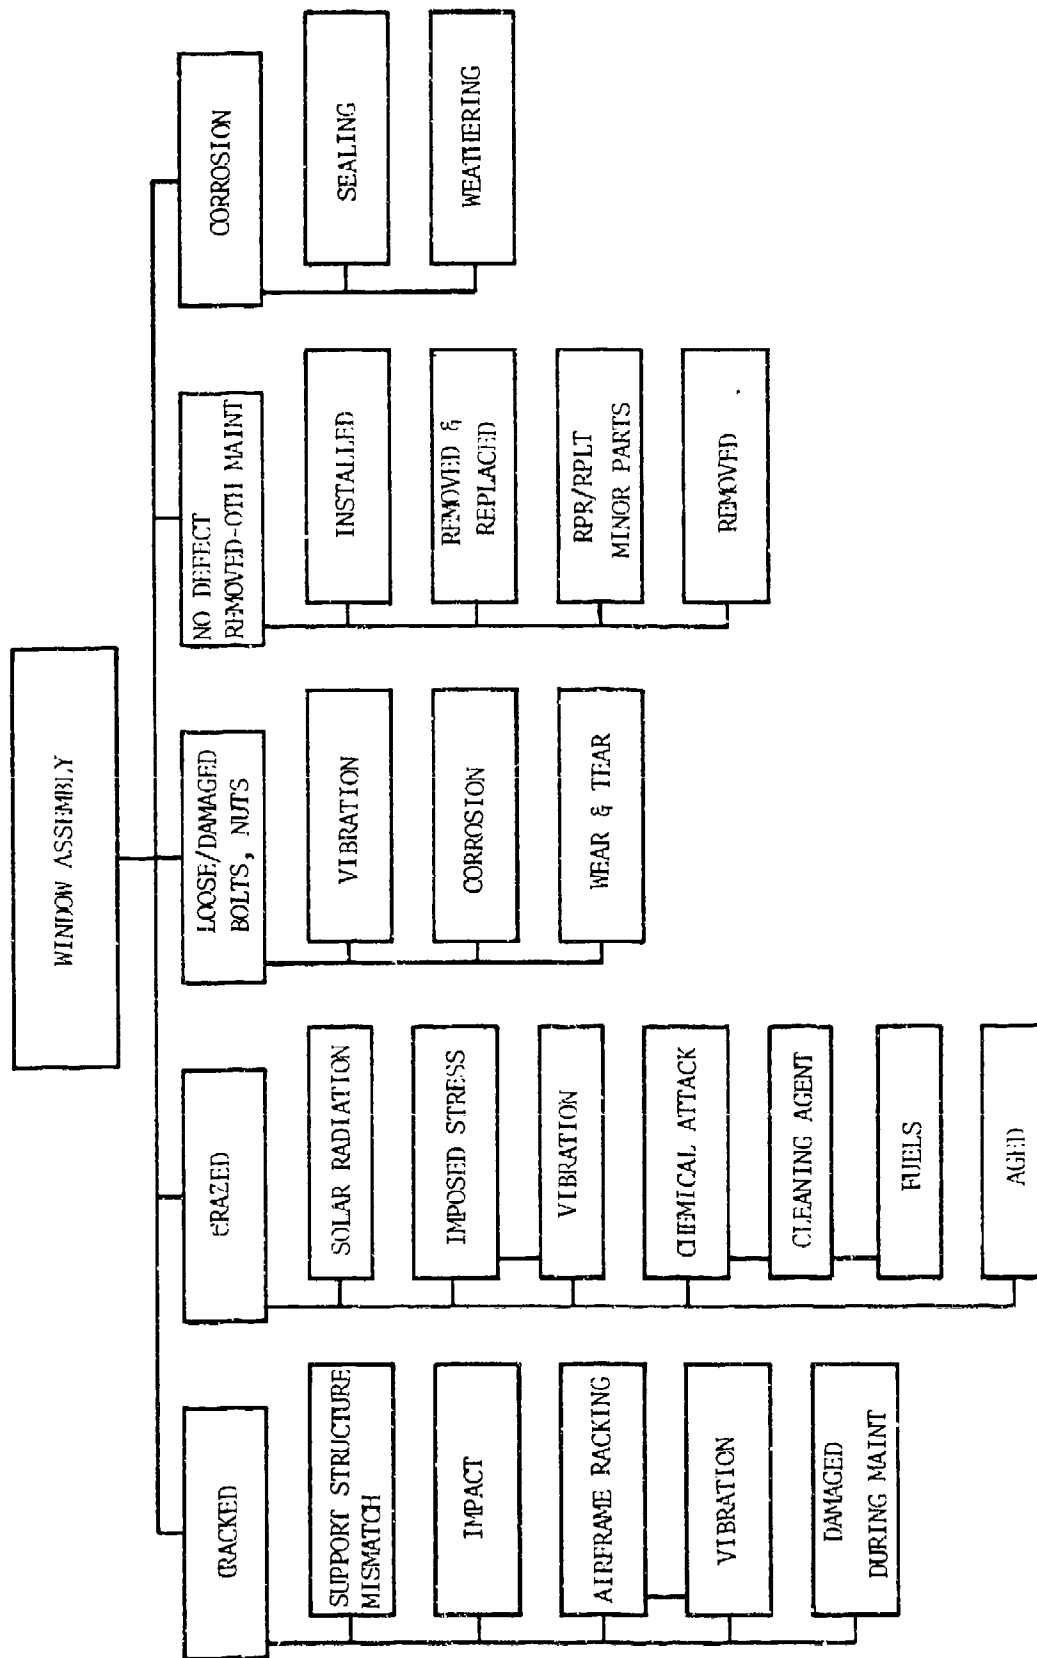 WINDOW ASSEMBLY
CRACKED
SUPPORT STRUCTURE
MISMATCH
IMPACT
AIRFRAME RACKING
VIBRATION
DAMAGED
DURING MAINT
CRAZED
SOLAR RADIATION
IMPOSED STRESS
VIBRATION
CHEMICAL ATTACK
CLEANING AGENT
FUELS
AGED
LOOSE/DAMAGED
BOLTS, NUTS
VIBRATION
CORROSION
WEAR & TEAR
NO DEFECT
REMOVED-OTH MAINT
INSTALLED
REMOVED &
REPLACED
RPR/RPLT
MINOR PARTS
REMOVED
CORROSION
SEALING
WEATHERING